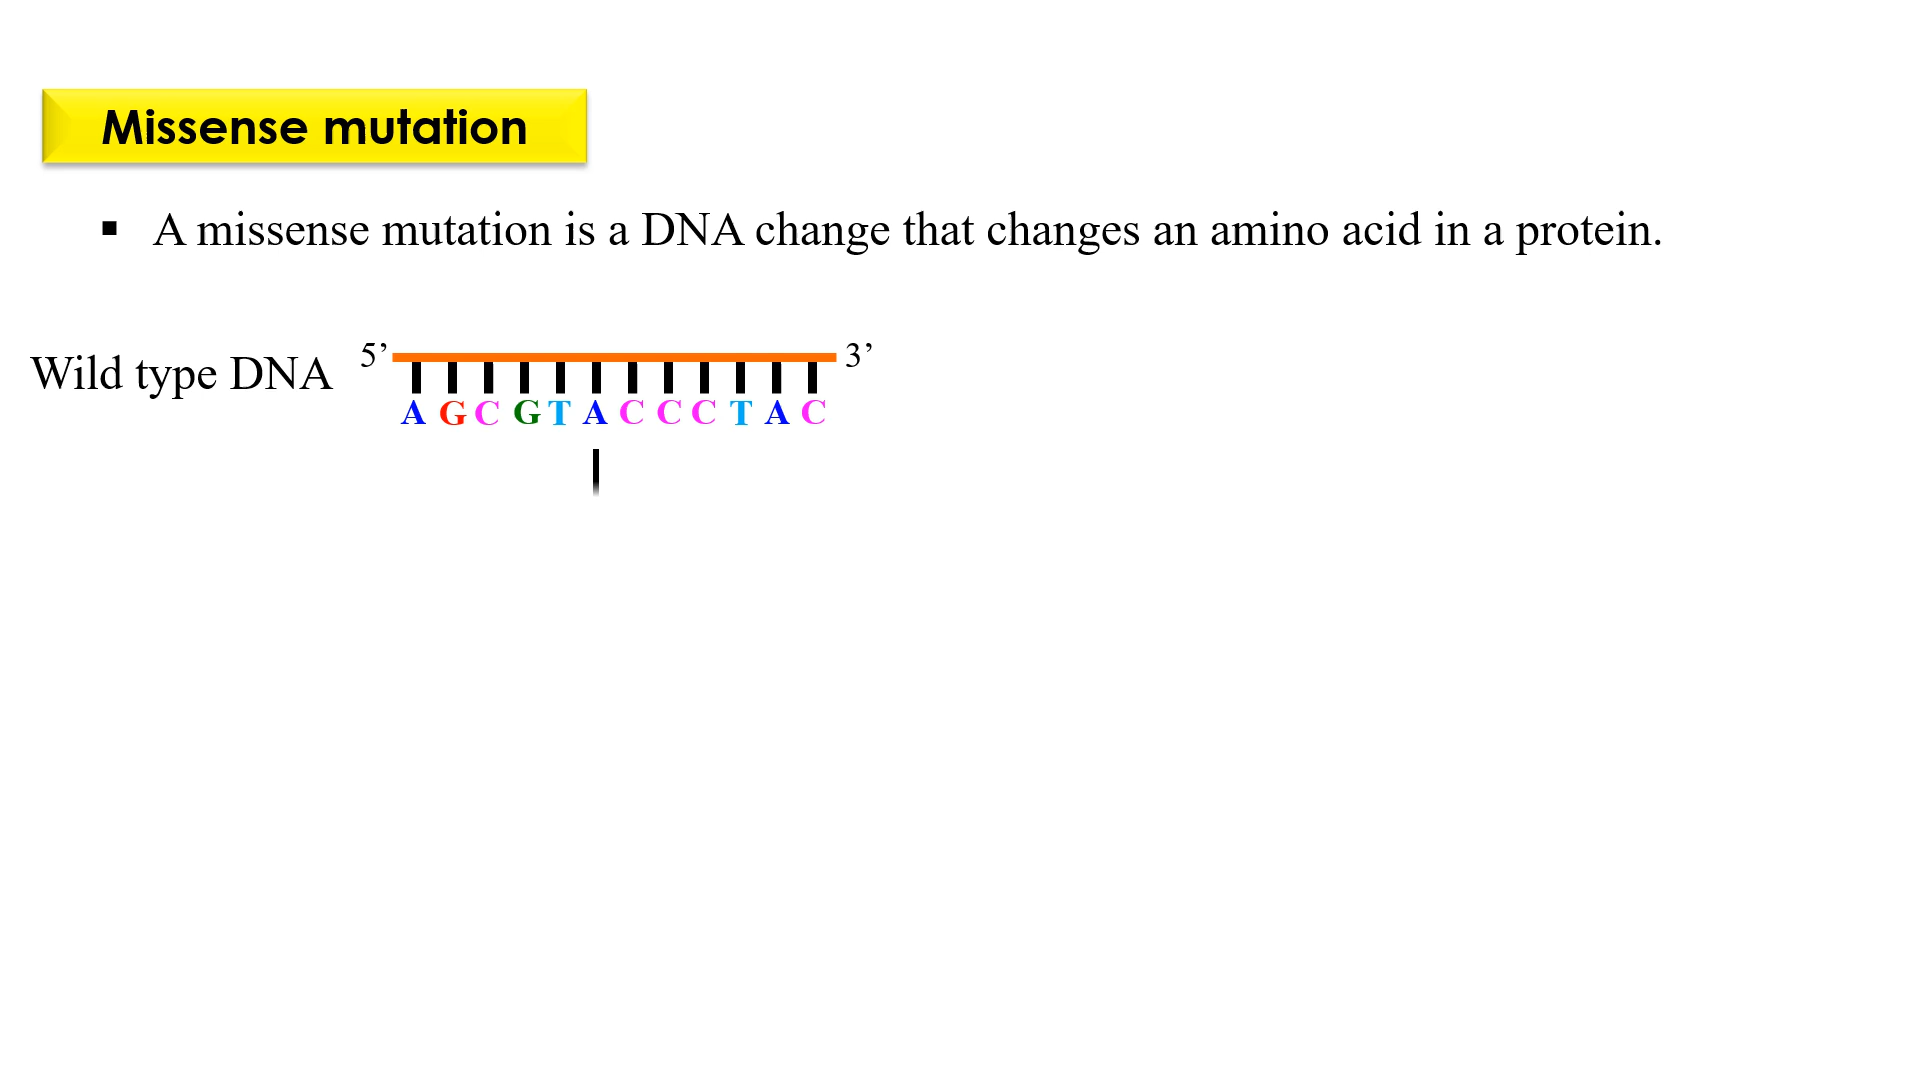 Missense mutation
▪ A missense mutation is a DNA change that changes an amino acid in a protein.
Wild type DNA 5’ 3’
A G C G T A C C C T A C